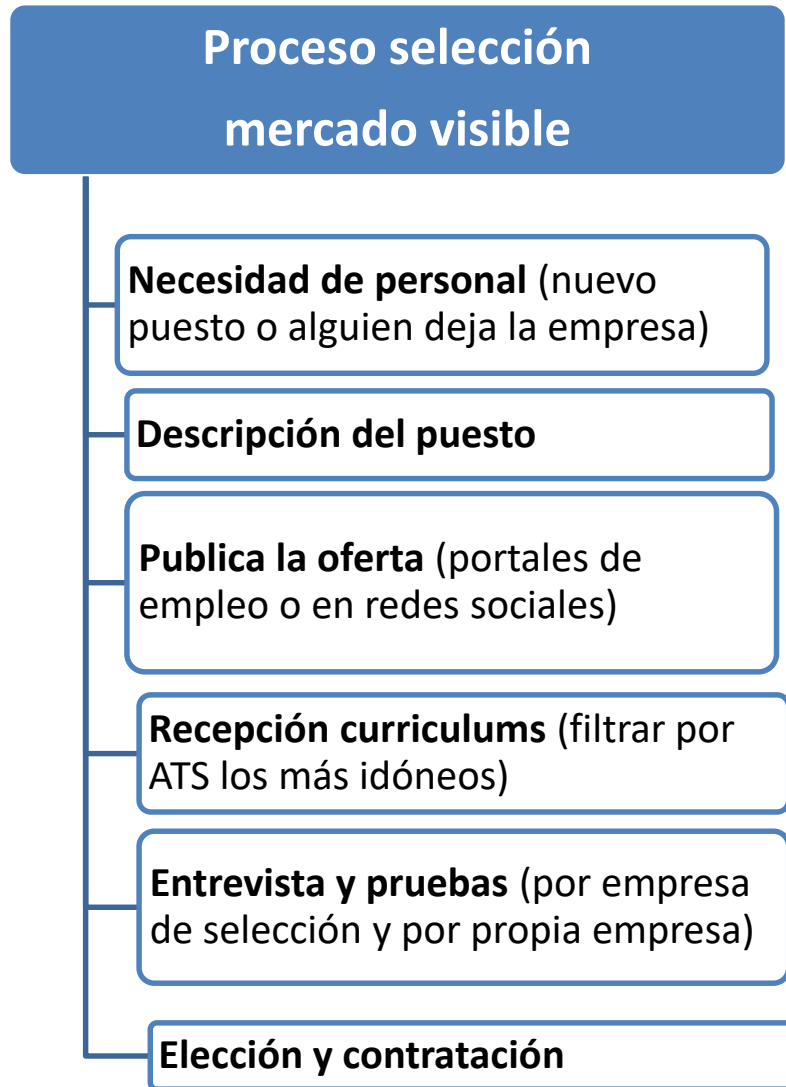 Proceso selección
mercado visible
Necesidad de personal (nuevo
puesto o alguien deja la empresa)
Descripción del puesto
Publica la oferta (portales de
empleo o en redes sociales)
Recepción curriculums (filtrar por
ATS los más idóneos)
Entrevista y pruebas (por empresa
de selección y por propia empresa)
Elección y contratación